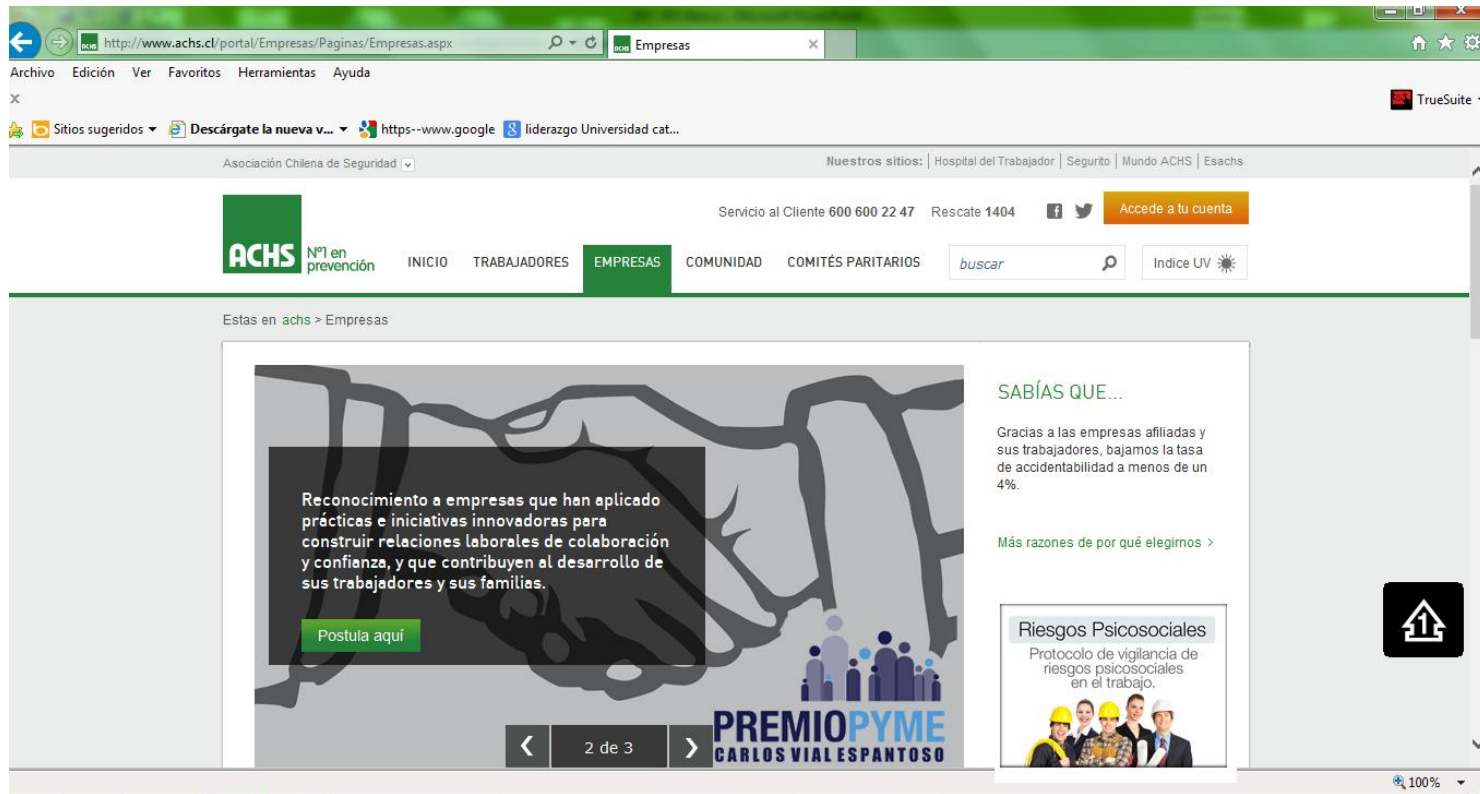 http://www.achs.cl/portal/Empresas/Paginas/Empresas.aspx
Empresas
Archivo Edición Ver Favoritos Herramientas Ayuda
TrueSuite
Sitios sugeridos
Descárgate la nueva v...
https--www.google
liderazgo Universidad cat...
Asociación Chilena de Seguridad
Nuestros sitios: | Hospital del Trabajador | Segurito | Mundo ACHS | Esachs
Servicio al Cliente 600 600 22 47 Rescate 1404
Accede a tu cuenta
ACHS
Nº1 en
prevención
INICIO TRABAJADORES EMPRESAS COMUNIDAD COMITÉS PARITARIOS
buscar
Indice UV
Estas en achs > Empresas
Reconocimiento a empresas que han aplicado
prácticas e iniciativas innovadoras para
construir relaciones laborales de colaboración
y confianza, y que contribuyen al desarrollo de
sus trabajadores y sus familias.
Postula aquí
PREMIOPYME
CARLOS VIAL ESPANTOSO
2 de 3
SABÍAS QUE...
Gracias a las empresas afiliadas y
sus trabajadores, bajamos la tasa
de accidentabilidad a menos de un
4%.
Más razones de por qué elegirnos >
Riesgos Psicosociales
Protocolo de vigilancia de
riesgos psicosociales
en el trabajo.
1
100%